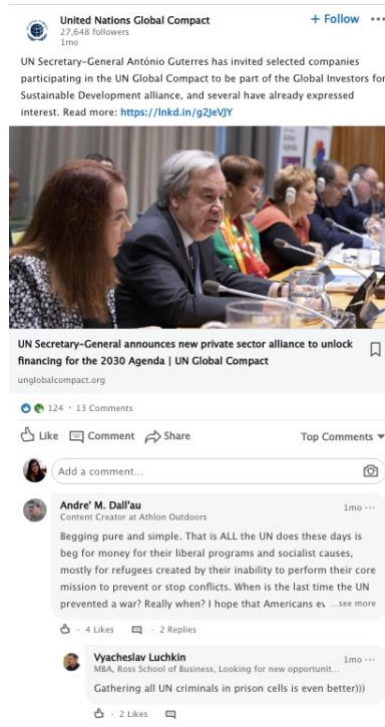 United Nations Global Compact
+ Follow
27,648 followers
1mo
UN Secretary-General António Guterres has invited selected companies
participating in the UN Global Compact to be part of the Global Investors for
Sustainable Development alliance, and several have already expressed
interest. Read more: https://lnkd.in/g2JeVJY
UN Secretary-General announces new private sector alliance to unlock
financing for the 2030 Agenda | UN Global Compact
unglobalcompact.org
124 · 13 Comments
Like Comment Share Top Comments
Add a comment...
Andre' M. Dall'au 1mo
Content Creator at Athlon Outdoors
Begging pure and simple. That is ALL the UN does these days is
beg for money for their liberal programs and socialist causes,
mostly for refugees created by their inability to perform their core
mission to prevent or stop conflicts. When is the last time the UN
prevented a war? Really when? I hope that Americans ev ...see more
· 4 Likes · 2 Replies
Vyacheslav Luchkin 1mo
MBA, Ross School of Business, Looking for new opportunit...
Gathering all UN criminals in prison cells is even better)))
· 2 Likes